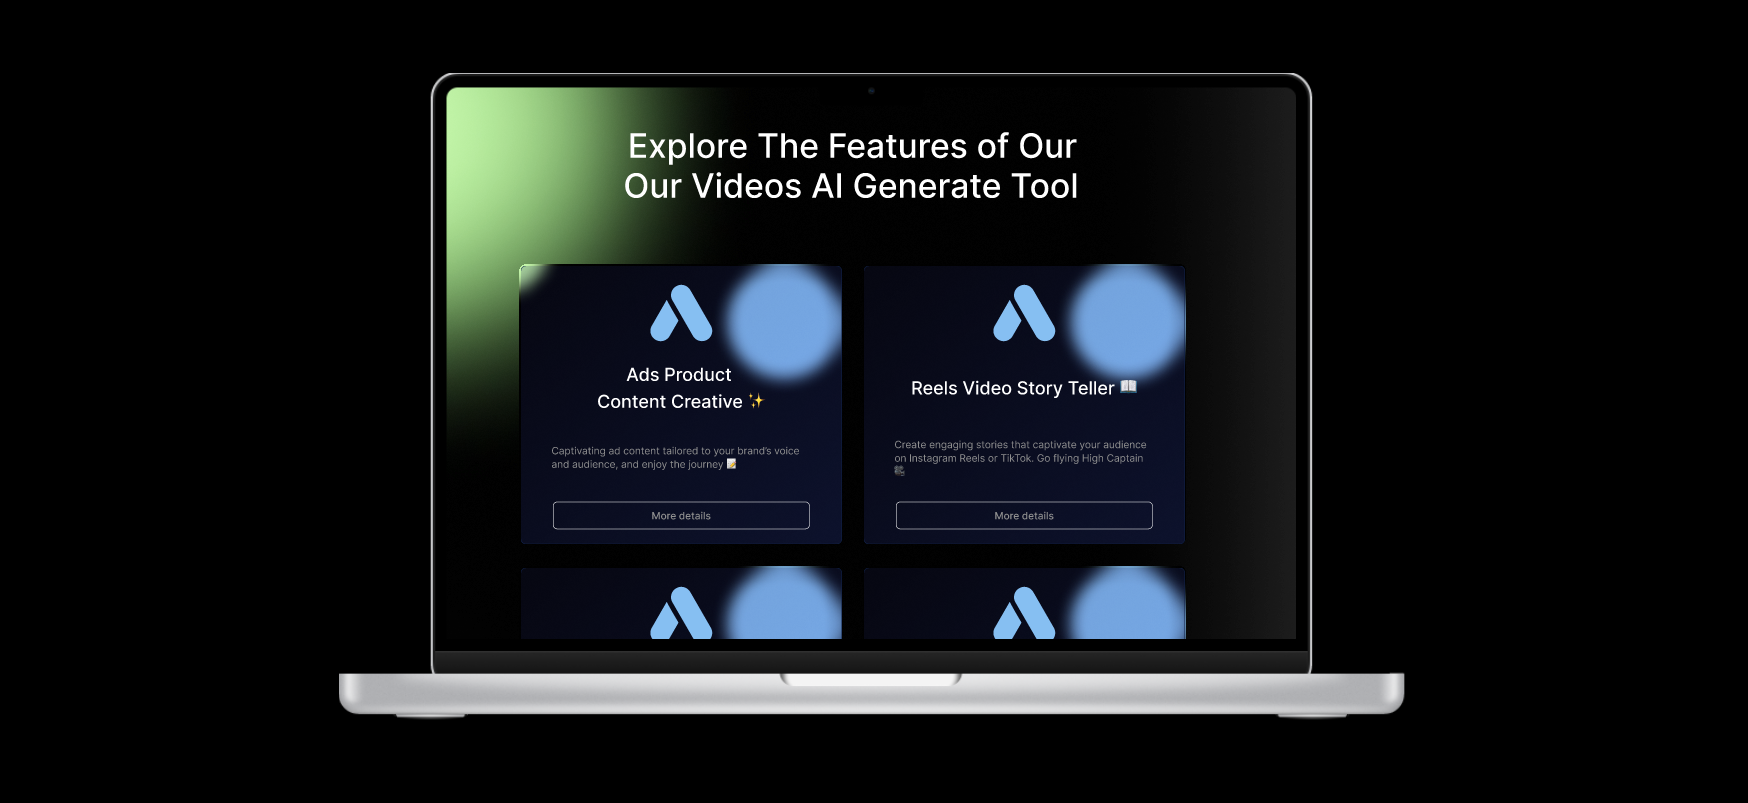 Explore The Features of Our
Our Videos AI Generate Tool
Ads Product
Content Creative ✨
Captivating ad content tailored to your brand's voice
and audience, and enjoy the journey 📝
More details
Reels Video Story Teller 📖
Create engaging stories that captivate your audience
on Instagram Reels or TikTok. Go flying High Captain
More details